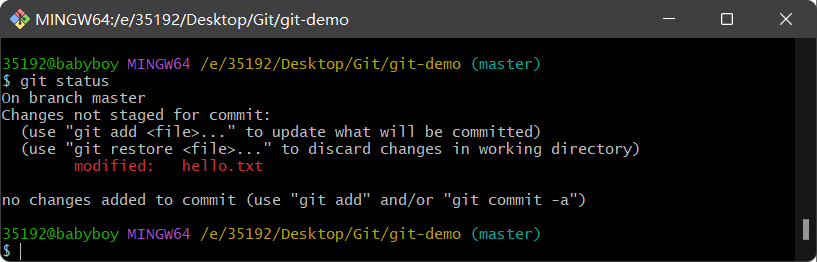 MINGW64:/e/35192/Desktop/Git/git-demo
35192@babyboy MINGW64 /e/35192/Desktop/Git/git-demo (master)
$ git status
On branch master
Changes not staged for commit:
  (use "git add <file>..." to update what will be committed)
  (use "git restore <file>..." to discard changes in working directory)
        modified:   hello.txt
no changes added to commit (use "git add" and/or "git commit -a")
35192@babyboy MINGW64 /e/35192/Desktop/Git/git-demo (master)
$